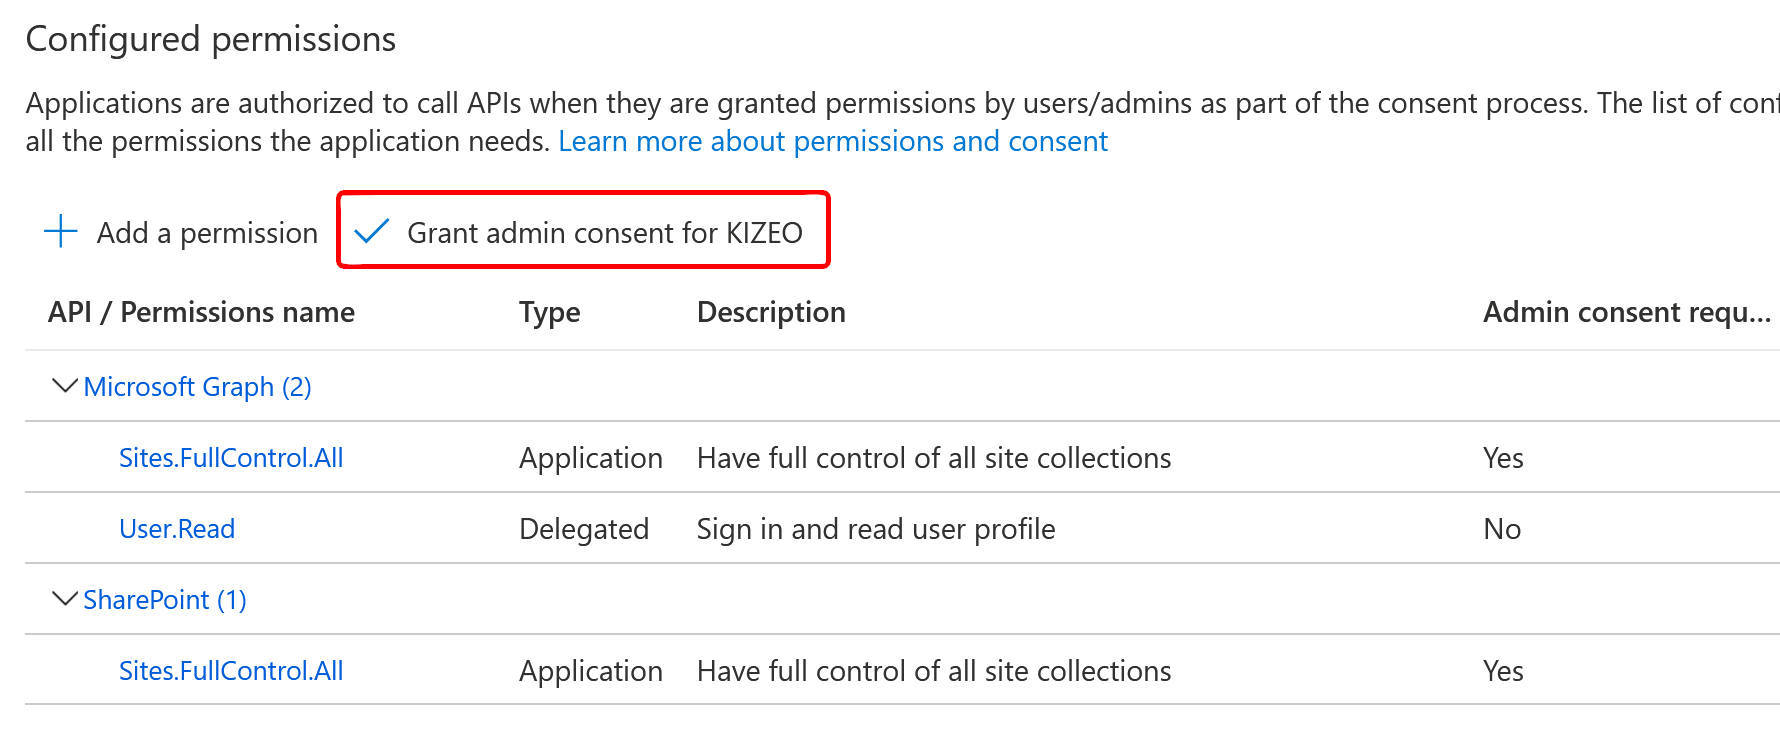 Configured permissions
Applications are authorized to call APIs when they are granted permissions by users/admins as part of the consent process. The list of conf
all the permissions the application needs. Learn more about permissions and consent
Add a permission Grant admin consent for KIZEO
API / Permissions name Type Description Admin consent requ...
Microsoft Graph (2)
Sites.FullControl.All Application Have full control of all site collections Yes
User.Read Delegated Sign in and read user profile No
SharePoint (1)
Sites.FullControl.All Application Have full control of all site collections Yes